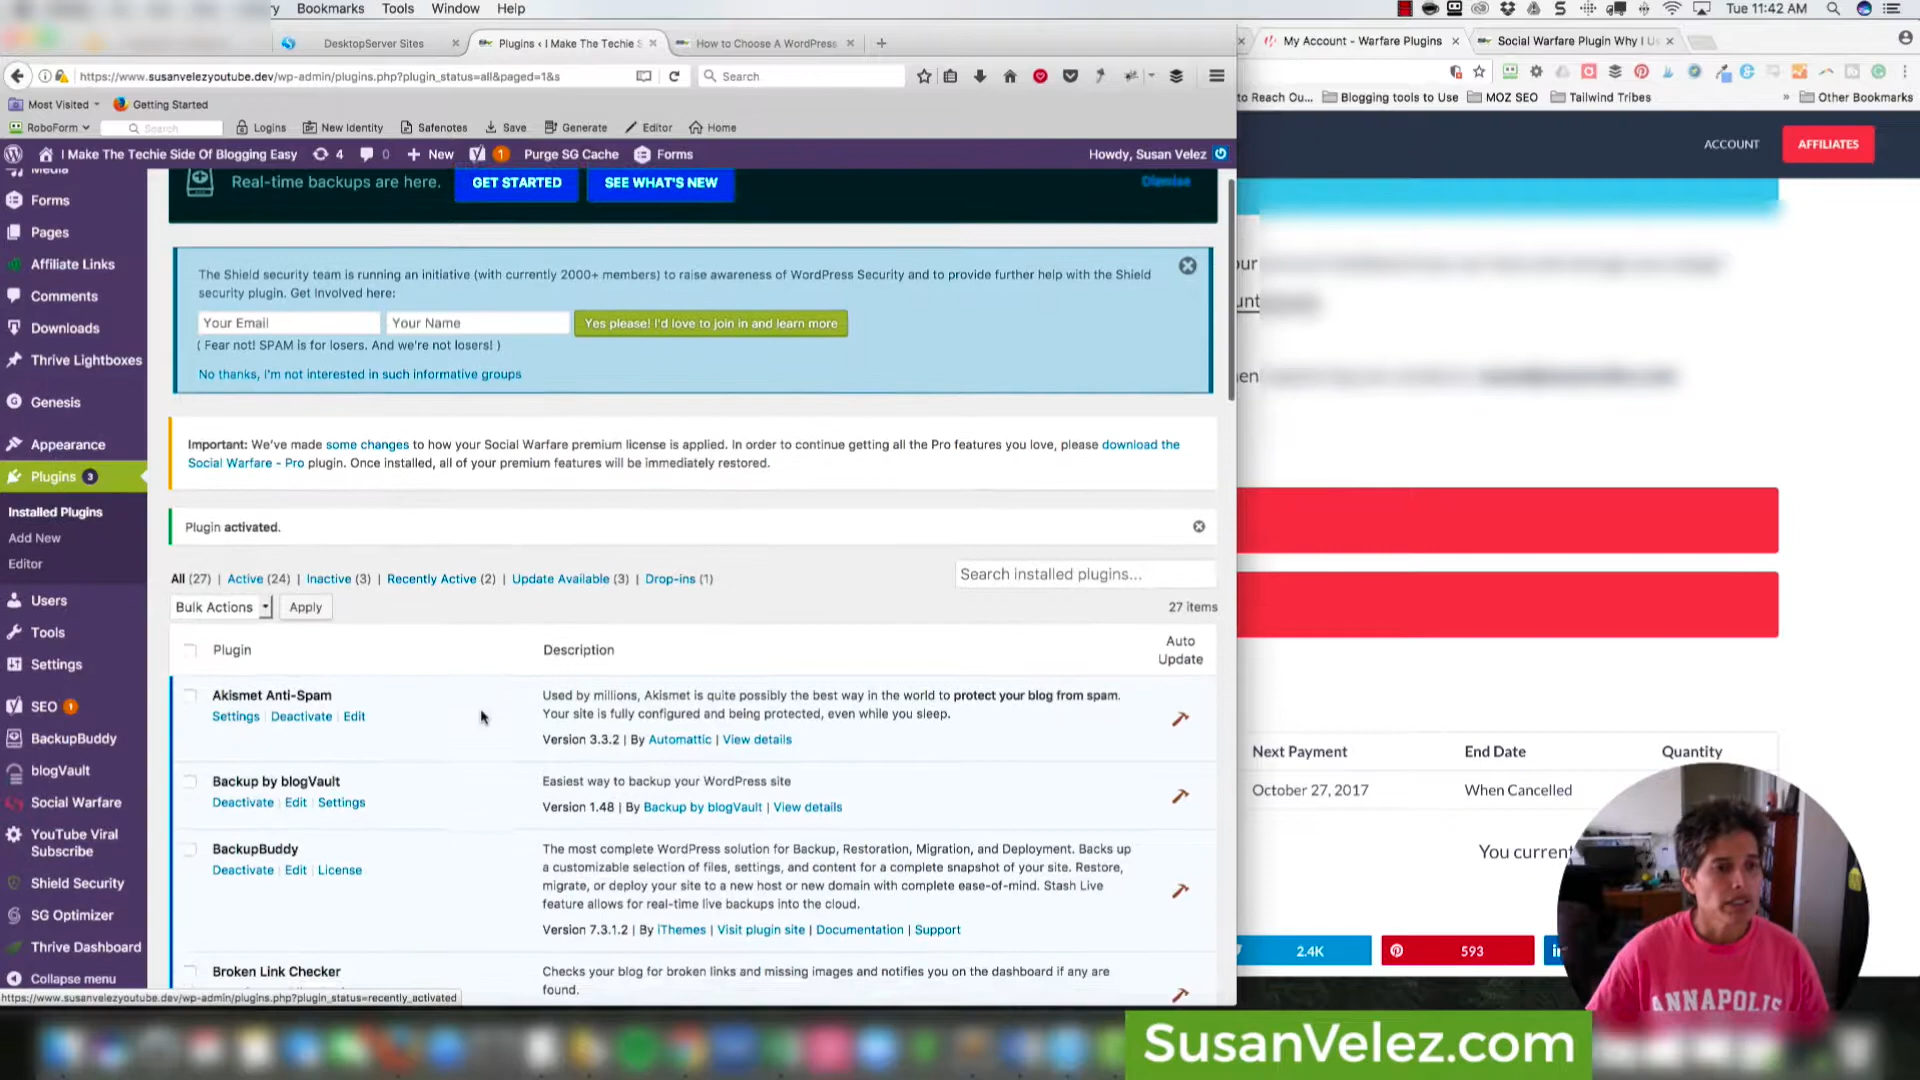 ry Bookmarks Tools Window Help
Tue 11:42 AM
DesktopServer Sites
Plugins ‹ I Make The Techie S
How to Choose A WordPress
My Account - Warfare Plugins
Social Warfare Plugin Why I Us
https://www.susanvelezyoutube.dev/wp-admin/plugins.php?plugin_status=all&paged=1&s
Search
Most Visited
Getting Started
to Reach Ou...
Blogging tools to Use
MOZ SEO
Tailwind Tribes
Other Bookmarks
RoboForm
Search
Logins
New Identity
Safenotes
Save
Generate
Editor
Home
I Make The Techie Side Of Blogging Easy
4
0
New
1
Purge SG Cache
Forms
Howdy, Susan Velez
ACCOUNT
AFFILIATES
Media
Forms
Pages
Affiliate Links
Comments
Downloads
Thrive Lightboxes
Genesis
Appearance
Plugins 3
Installed Plugins
Add New
Editor
Users
Tools
Settings
SEO 1
BackupBuddy
blogVault
Social Warfare
YouTube Viral
Subscribe
Shield Security
SG Optimizer
Thrive Dashboard
Collapse menu
Real-time backups are here.
GET STARTED
SEE WHAT'S NEW
Dismiss
The Shield security team is running an initiative (with currently 2000+ members) to raise awareness of WordPress Security and to provide further help with the Shield
security plugin. Get Involved here:
Your Email
Your Name
Yes please! I'd love to join in and learn more
( Fear not! SPAM is for losers. And we're not losers! )
No thanks, I'm not interested in such informative groups
Important: We've made some changes to how your Social Warfare premium license is applied. In order to continue getting all the Pro features you love, please download the
Social Warfare - Pro plugin. Once installed, all of your premium features will be immediately restored.
Plugin activated.
All (27) | Active (24) | Inactive (3) | Recently Active (2) | Update Available (3) | Drop-ins (1)
Search installed plugins...
Bulk Actions
Apply
27 items
Plugin
Description
Auto
Update
Akismet Anti-Spam
Settings | Deactivate | Edit
Used by millions, Akismet is quite possibly the best way in the world to protect your blog from spam.
Your site is fully configured and being protected, even while you sleep.
Version 3.3.2 | By Automattic | View details
Backup by blogVault
Deactivate | Edit | Settings
Easiest way to backup your WordPress site
Version 1.48 | By Backup by blogVault | View details
BackupBuddy
Deactivate | Edit | License
The most complete WordPress solution for Backup, Restoration, Migration, and Deployment. Backs up
a customizable selection of files, settings, and content for a complete snapshot of your site. Restore,
migrate, or deploy your site to a new host or new domain with complete ease-of-mind. Stash Live
feature allows for real-time live backups into the cloud.
Version 7.3.1.2 | By iThemes | Visit plugin site | Documentation | Support
Broken Link Checker
Checks your blog for broken links and missing images and notifies you on the dashboard if any are
found.
https://www.susanvelezyoutube.dev/wp-admin/plugins.php?plugin_status=recently_activated
our
unt
en
Next Payment
End Date
Quantity
October 27, 2017
When Cancelled
You current
2.4K
593
in
ANNAPOLIS
SusanVelez.com